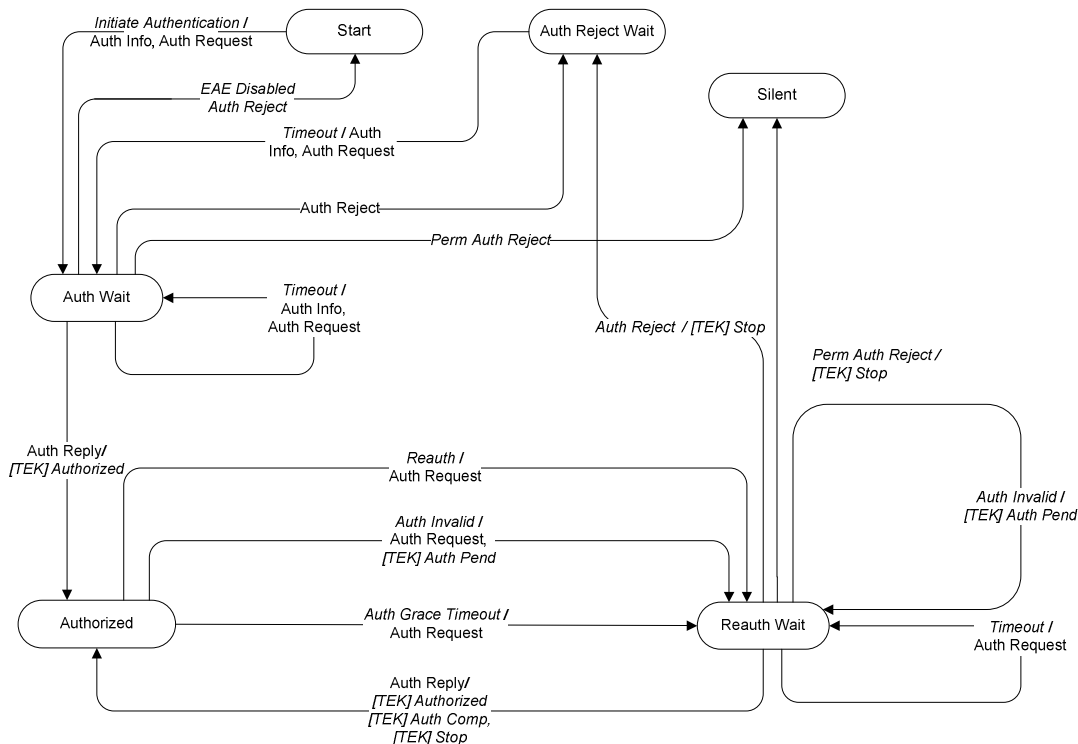 Initiate Authentication /
Auth Info, Auth Request
Start
Auth Reject Wait
EAE Disabled
Auth Reject
Silent
Timeout / Auth
Info, Auth Request
Auth Reject
Perm Auth Reject
Auth Wait
Timeout /
Auth Info,
Auth Request
Auth Reject / [TEK] Stop
Perm Auth Reject /
[TEK] Stop
Auth Reply/
[TEK] Authorized
Reauth /
Auth Request
Auth Invalid /
Auth Request,
[TEK] Auth Pend
Auth Invalid /
[TEK] Auth Pend
Authorized
Auth Grace Timeout /
Auth Request
Reauth Wait
Timeout /
Auth Request
Auth Reply/
[TEK] Authorized
[TEK] Auth Comp,
[TEK] Stop